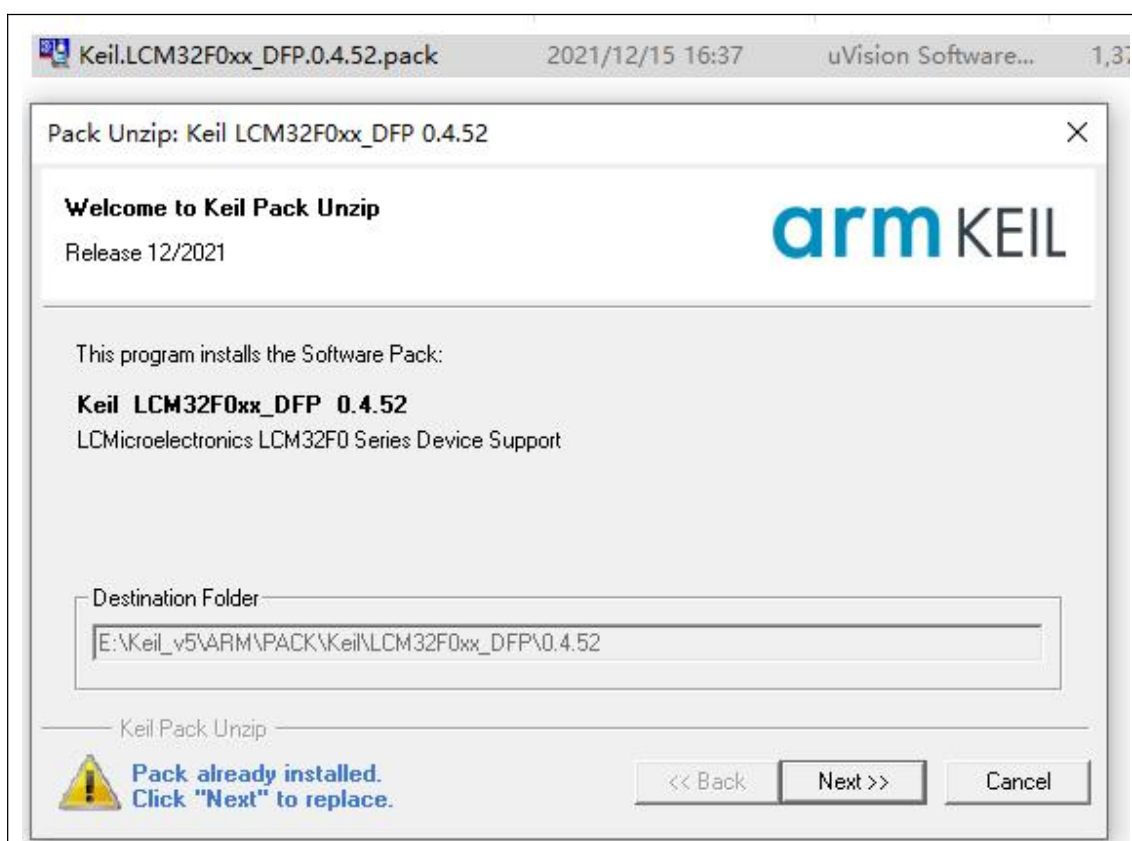 Keil.LCM32F0xx_DFP.0.4.52.pack 2021/12/15 16:37 uVision Software... 1,37
Pack Unzip: Keil LCM32F0xx_DFP 0.4.52
Welcome to Keil Pack Unzip
Release 12/2021
arm KEIL
This program installs the Software Pack:
Keil LCM32F0xx_DFP 0.4.52
LCMicroelectronics LCM32F0 Series Device Support
Destination Folder
E:\Keil_v5\ARM\PACK\Keil\LCM32F0xx_DFP\0.4.52
Keil Pack Unzip
Pack already installed.
Click "Next" to replace.
<< Back Next >> Cancel